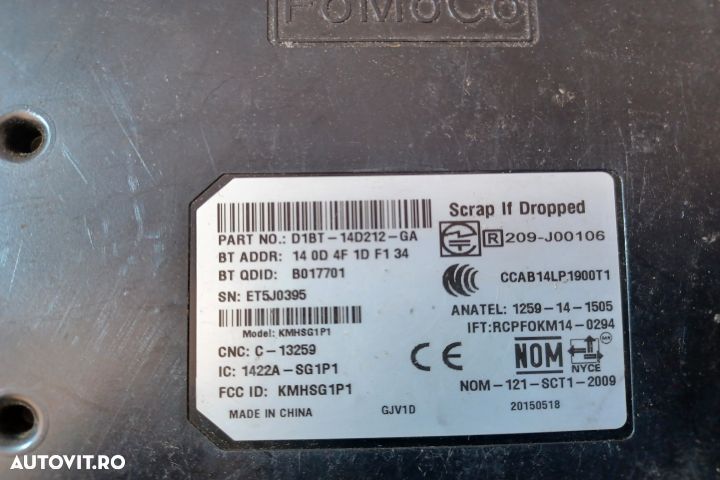 FoMoCo
PART NO.: D1BT-14D212-GA
BT ADDR: 14 0D 4F 1D F1 34
BT QDID: B017701
SN: ET5J0395
Model: KMHSG1P1
CNC: C-13259
IC: 1422A-SG1P1
FCC ID: KMHSG1P1
MADE IN CHINA
GJV1D
Scrap If Dropped
R 209-J00106
CCAB14LP1900T1
ANATEL: 1259-14-1505
IFT:RCPFOKM14-0294
CE
NOM
NYCE
NOM-121-SCT1-2009
20150518
AUTOVIT.RO
AUTOVIT.RO